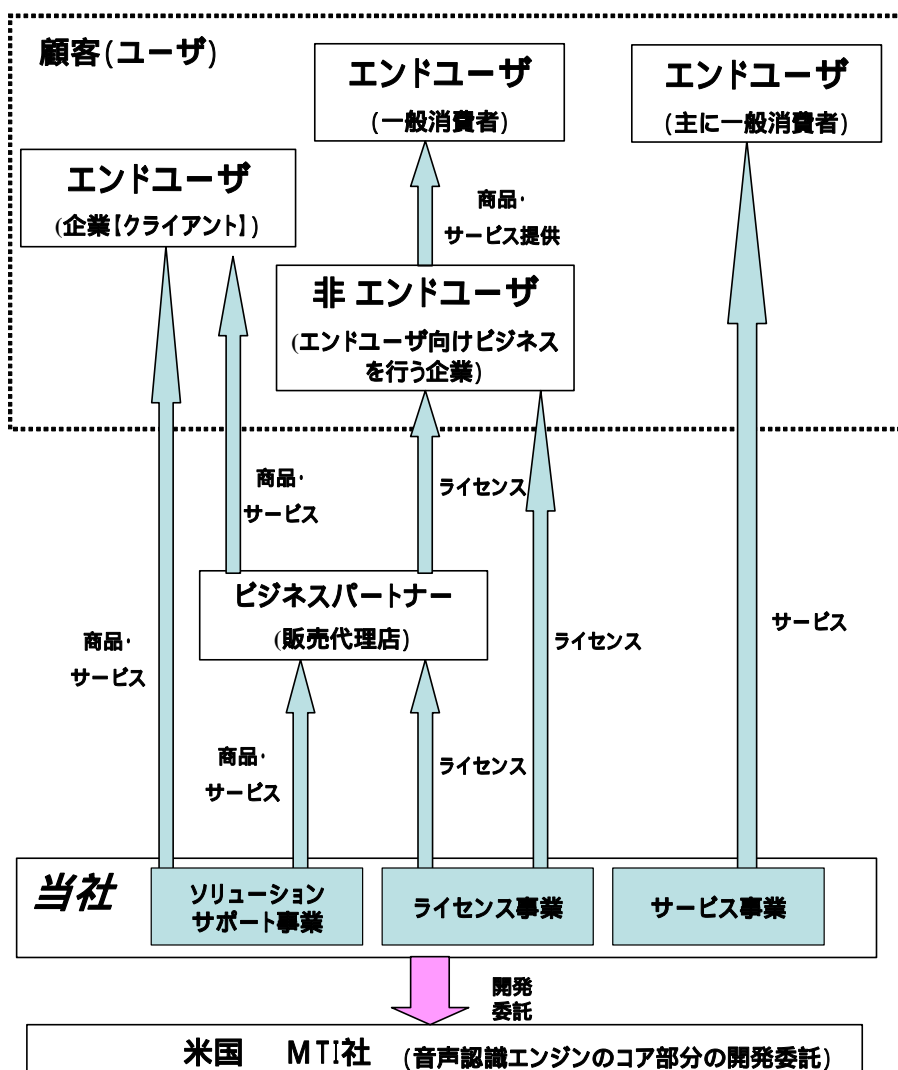 顧客(ユーザ)
エンドユーザ
(一般消費者)
エンドユーザ
(主に一般消費者)
エンドユーザ
(企業【クライアント】)
商品・
サービス提供
非 エンドユーザ
(エンドユーザ向けビジネス
を行う企業)
商品・
サービス
ライセンス
ビジネスパートナー
(販売代理店)
商品・
サービス
ライセンス
サービス
商品・
サービス
ライセンス
当社
ソリューション
サポート事業
ライセンス事業
サービス事業
開発
委託
米国 MTI社 (音声認識エンジンのコア部分の開発委託)